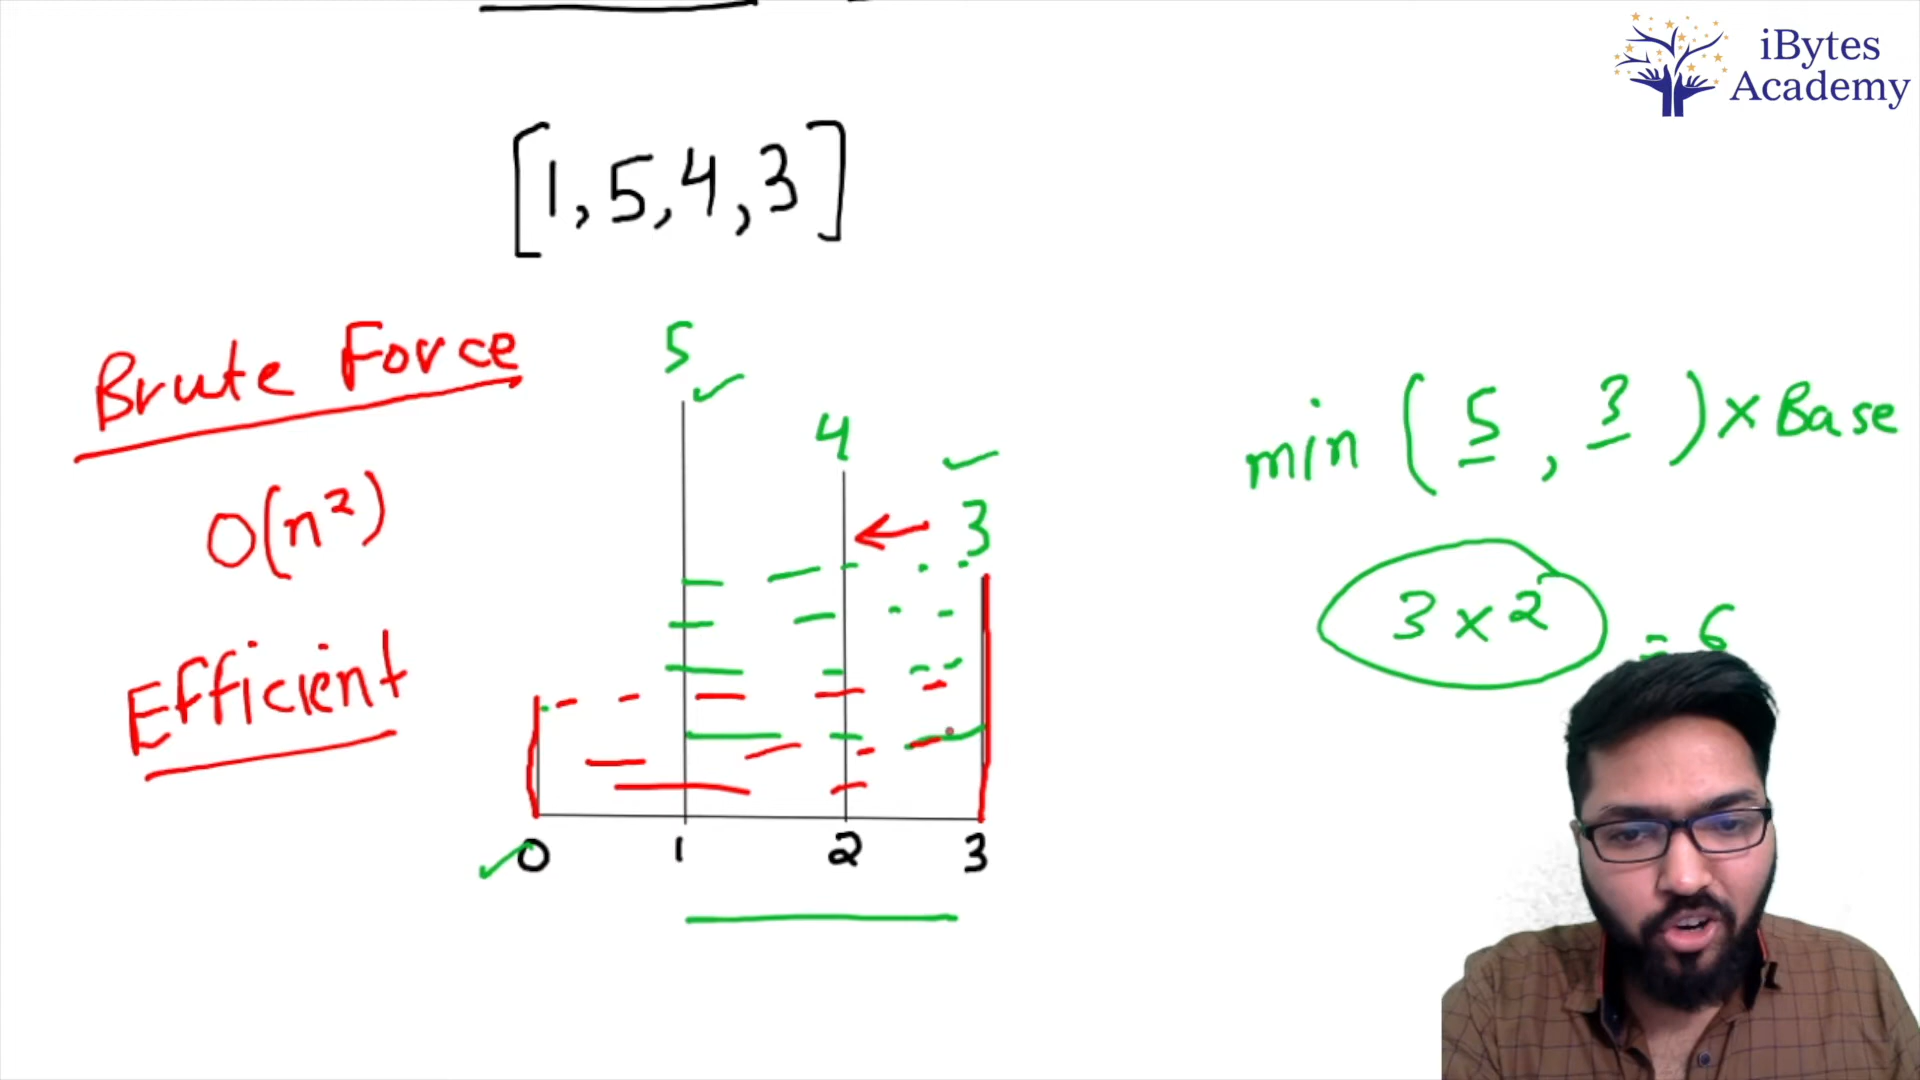 iBytes
Academy
[1,5,4,3]
Brute Force
O(n²)
Efficient
5
4
3
0 1 2 3
min (5, 3) x Base
3 x 2 = 6